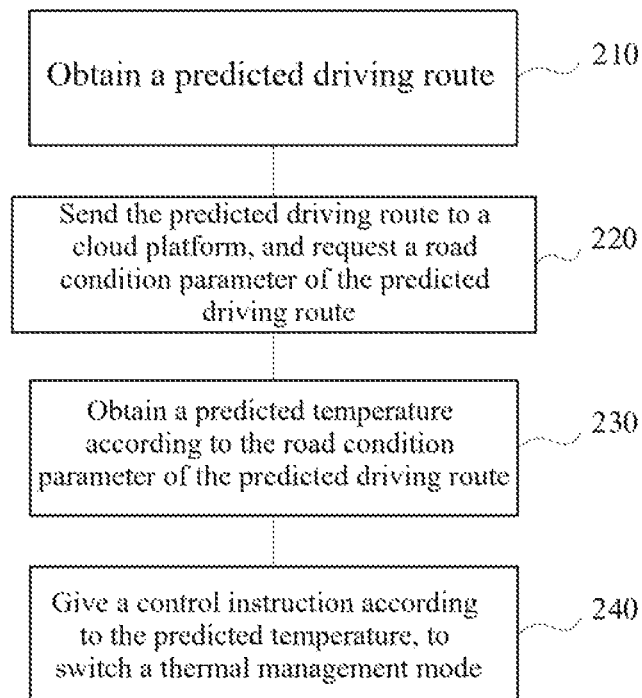 Obtain a predicted driving route
210
Send the predicted driving route to a
cloud platform, and request a road
condition parameter of the predicted
driving route
220
Obtain a predicted temperature
according to the road condition
parameter of the predicted driving route
230
Give a control instruction according
to the predicted temperature, to
switch a thermal management mode
240